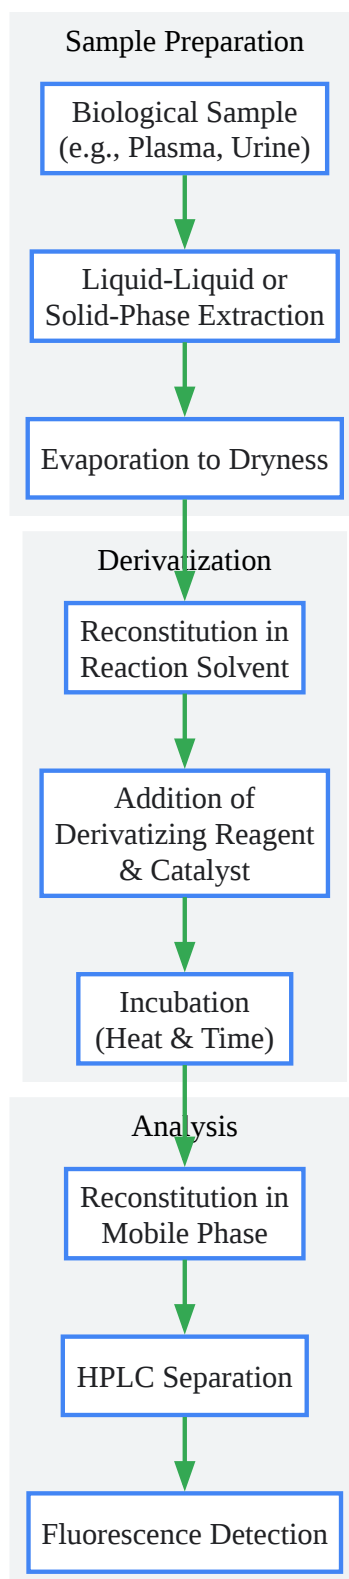 Sample Preparation
Biological Sample
(e.g., Plasma, Urine)
Liquid-Liquid or
Solid-Phase Extraction
Evaporation to Dryness
Derivatization
Reconstitution in
Reaction Solvent
Addition of
Derivatizing Reagent
& Catalyst
Incubation
(Heat & Time)
Analysis
Reconstitution in
Mobile Phase
HPLC Separation
Fluorescence Detection